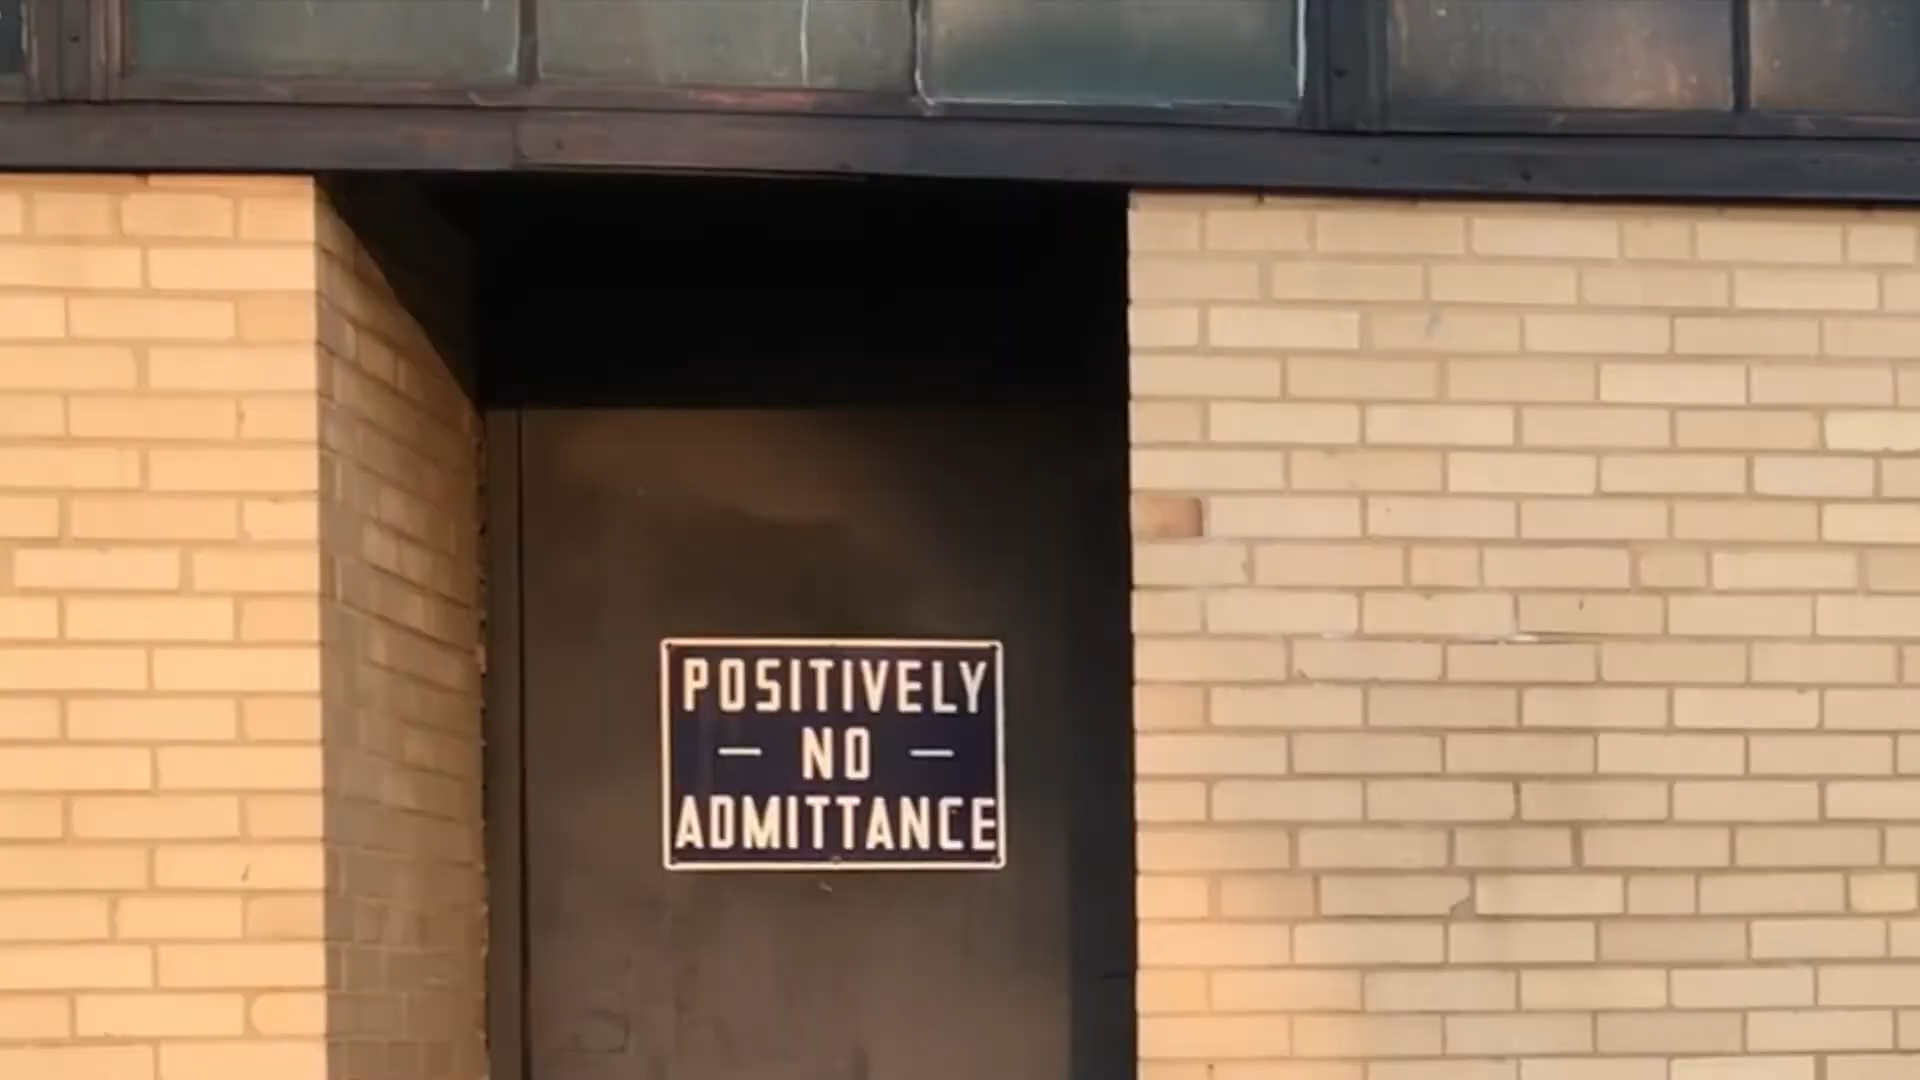 POSITIVELY
— NO —
ADMITTANCE